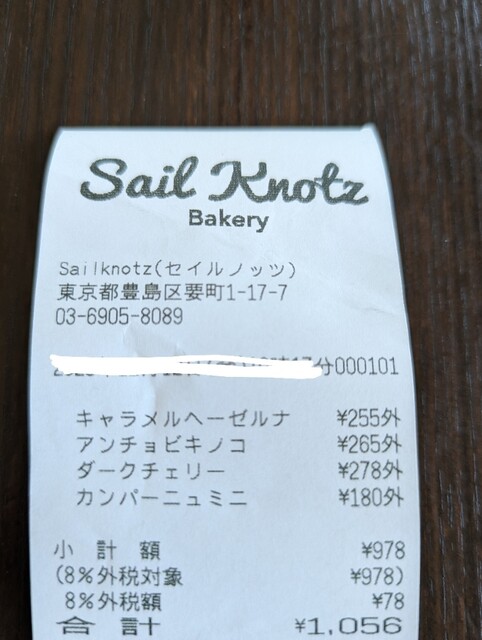 Sail Knotz
Bakery
Sailknotz(セイルノッツ)
東京都豊島区要町1-17-7
03-6905-8089
分000101
キャラメルヘーゼルナ ¥255外
アンチョビキノコ ¥265外
ダークチェリー ¥278外
カンパーニュミニ ¥180外
小 計 額 ¥978
(8%外税対象 ¥978)
8%外税額 ¥78
合 計 ¥1,056